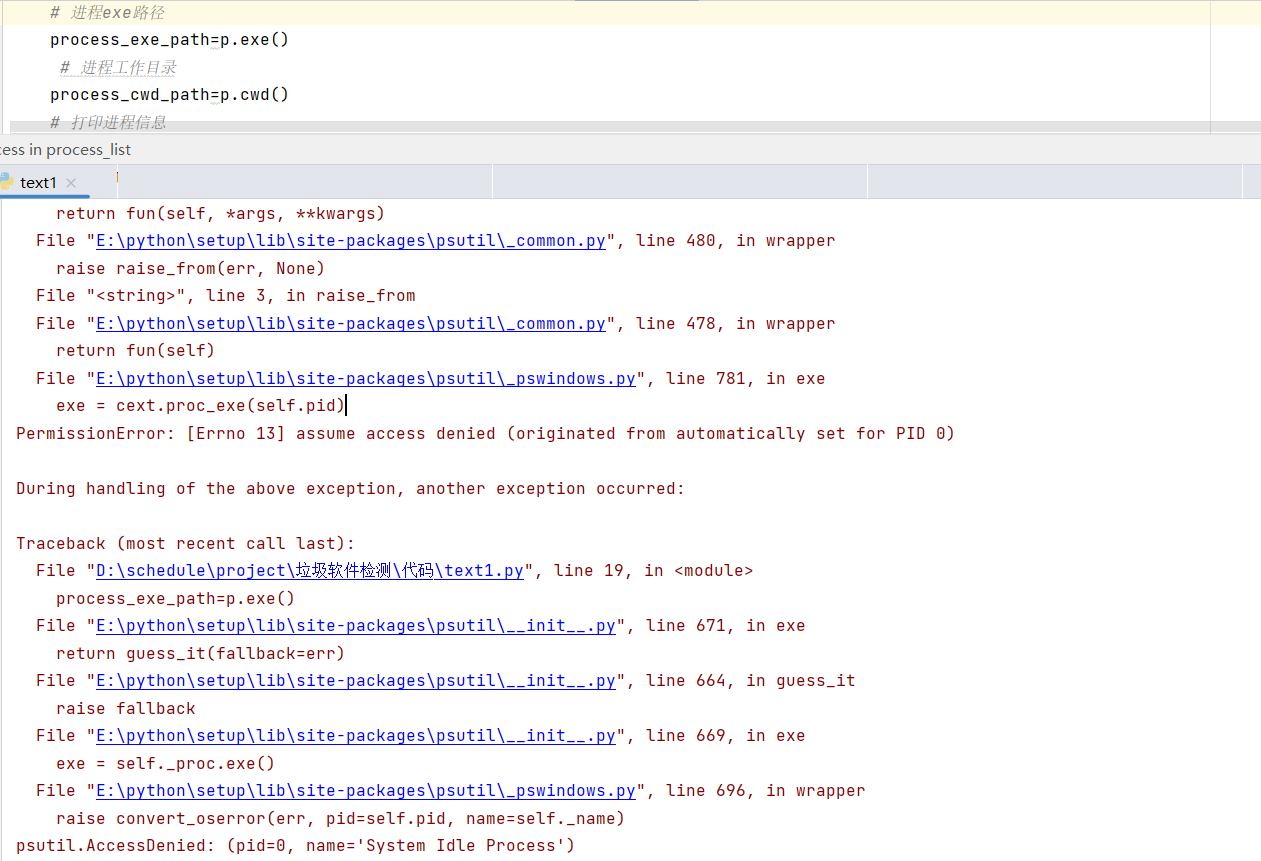 # 进程exe路径
process_exe_path=p.exe()
# 进程工作目录
process_cwd_path=p.cwd()
# 打印进程信息
cess in process_list
text1
return fun(self, *args, **kwargs)
File "E:\python\setup\lib\site-packages\psutil\_common.py", line 480, in wrapper
raise raise_from(err, None)
File "<string>", line 3, in raise_from
File "E:\python\setup\lib\site-packages\psutil\_common.py", line 478, in wrapper
return fun(self)
File "E:\python\setup\lib\site-packages\psutil\_pswindows.py", line 781, in exe
exe = cext.proc_exe(self.pid)
PermissionError: [Errno 13] assume access denied (originated from automatically set for PID 0)
During handling of the above exception, another exception occurred:
Traceback (most recent call last):
File "D:\schedule\project\垃圾软件检测\代码\text1.py", line 19, in <module>
process_exe_path=p.exe()
File "E:\python\setup\lib\site-packages\psutil\__init__.py", line 671, in exe
return guess_it(fallback=err)
File "E:\python\setup\lib\site-packages\psutil\__init__.py", line 664, in guess_it
raise fallback
File "E:\python\setup\lib\site-packages\psutil\__init__.py", line 669, in exe
exe = self._proc.exe()
File "E:\python\setup\lib\site-packages\psutil\_pswindows.py", line 696, in wrapper
raise convert_oserror(err, pid=self.pid, name=self._name)
psutil.AccessDenied: (pid=0, name='System Idle Process')